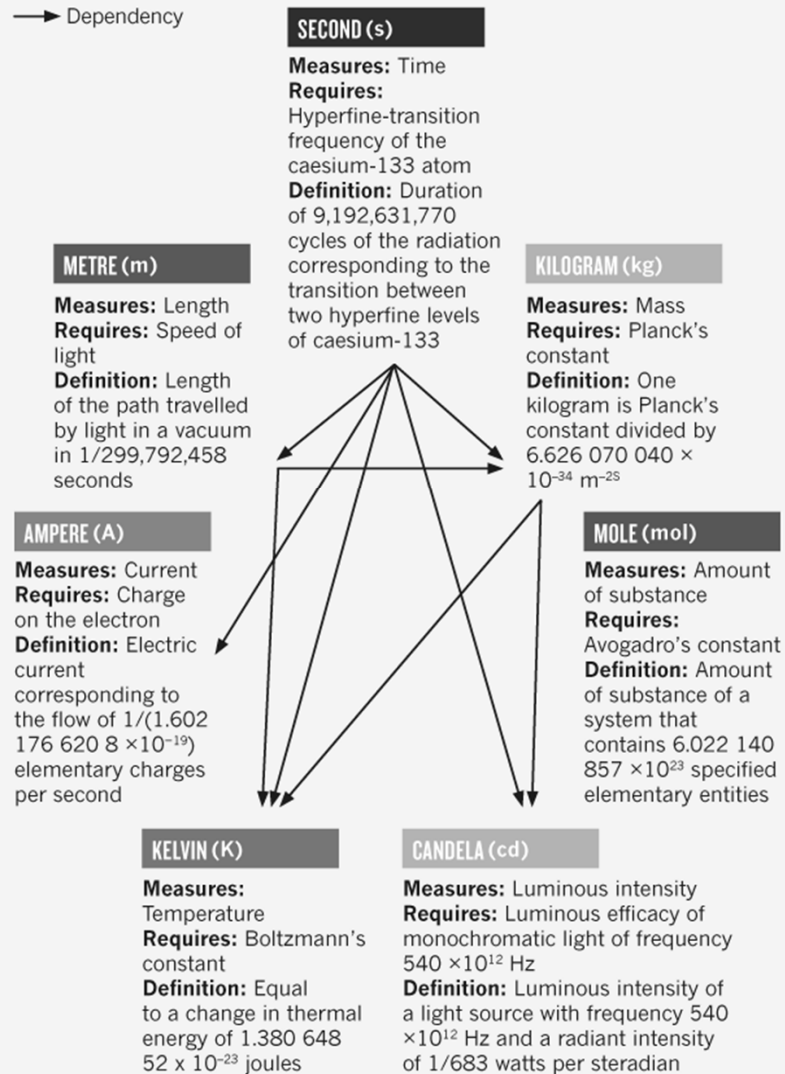 Dependency
SECOND (s)
Measures: Time
Requires:
Hyperfine-transition
frequency of the
caesium-133 atom
Definition: Duration
of 9,192,631,770
cycles of the radiation
corresponding to the
transition between
two hyperfine levels
of caesium-133
METRE (m)
Measures: Length
Requires: Speed of
light
Definition: Length
of the path travelled
by light in a vacuum
in 1/299,792,458
seconds
KILOGRAM (kg)
Measures: Mass
Requires: Planck's
constant
Definition: One
kilogram is Planck's
constant divided by
6.626 070 040 ×
10⁻³⁴ m⁻²ˢ
AMPERE (A)
Measures: Current
Requires: Charge
on the electron
Definition: Electric
current
corresponding to
the flow of 1/(1.602
176 620 8 ×10⁻¹⁹)
elementary charges
per second
MOLE (mol)
Measures: Amount
of substance
Requires:
Avogadro's constant
Definition: Amount
of substance of a
system that
contains 6.022 140
857 ×10²³ specified
elementary entities
KELVIN (K)
Measures:
Temperature
Requires: Boltzmann's
constant
Definition: Equal
to a change in thermal
energy of 1.380 648
52 x 10⁻²³ joules
CANDELA (cd)
Measures: Luminous intensity
Requires: Luminous efficacy of
monochromatic light of frequency
540 ×10¹² Hz
Definition: Luminous intensity of
a light source with frequency 540
×10¹² Hz and a radiant intensity
of 1/683 watts per steradian